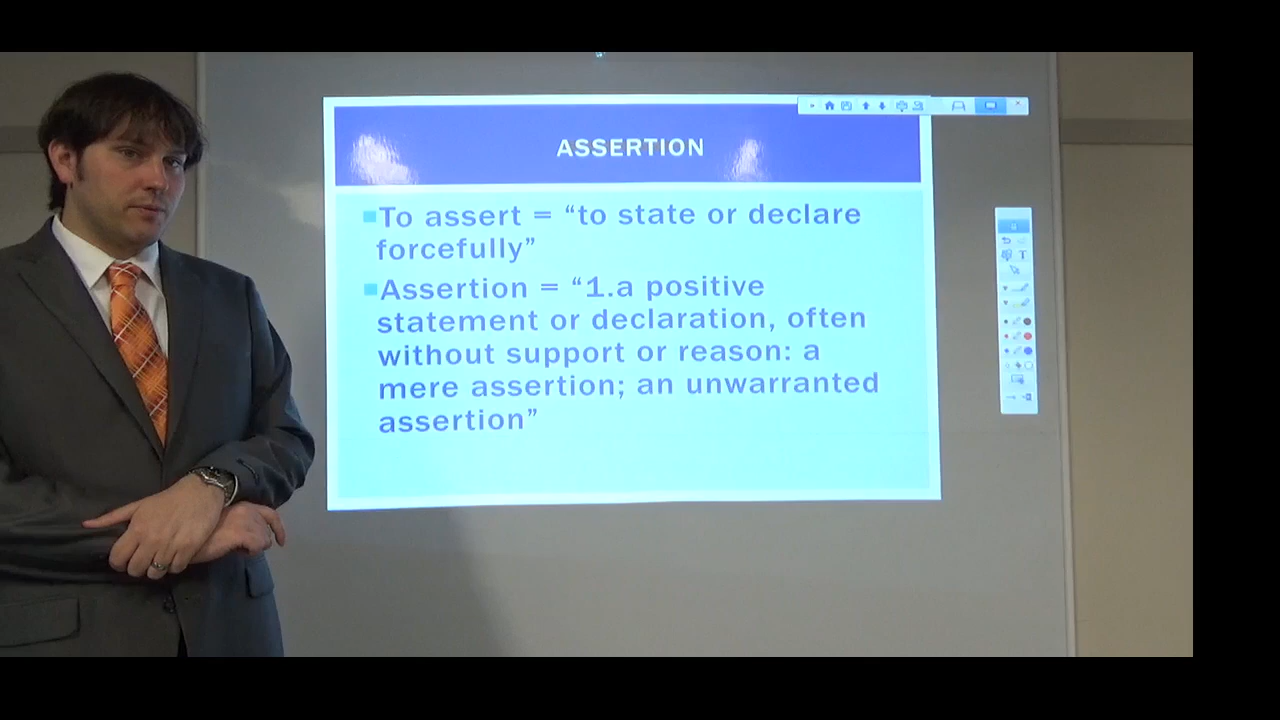 ASSERTION
To assert = “to state or declare
forcefully”
Assertion = “1.a positive
statement or declaration, often
without support or reason: a
mere assertion; an unwarranted
assertion”
T